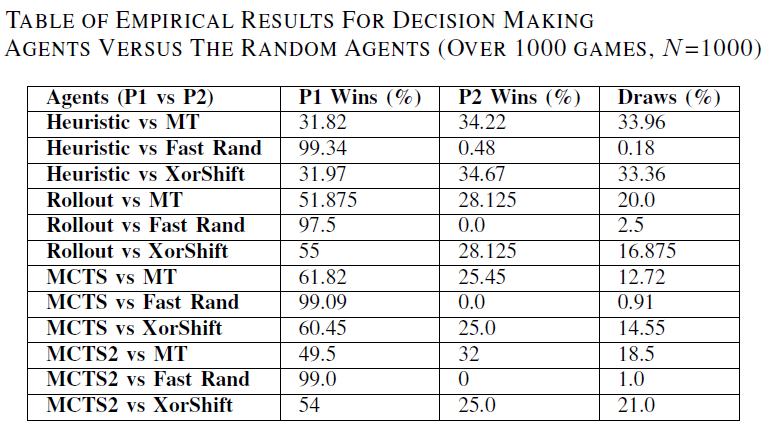 TABLE OF EMPIRICAL RESULTS FOR DECISION MAKING
AGENTS VERSUS THE RANDOM AGENTS (OVER 1000 GAMES, N=1000)
Agents (P1 vs P2) P1 Wins (%) P2 Wins (%) Draws (%)
Heuristic vs MT 31.82 34.22 33.96
Heuristic vs Fast Rand 99.34 0.48 0.18
Heuristic vs XorShift 31.97 34.67 33.36
Rollout vs MT 51.875 28.125 20.0
Rollout vs Fast Rand 97.5 0.0 2.5
Rollout vs XorShift 55 28.125 16.875
MCTS vs MT 61.82 25.45 12.72
MCTS vs Fast Rand 99.09 0.0 0.91
MCTS vs XorShift 60.45 25.0 14.55
MCTS2 vs MT 49.5 32 18.5
MCTS2 vs Fast Rand 99.0 0 1.0
MCTS2 vs XorShift 54 25.0 21.0